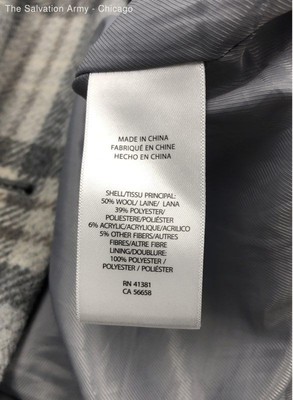 The Salvation Army - Chicago
MADE IN CHINA
FABRIQUÉ EN CHINE
HECHO EN CHINA
SHELL/TISSU PRINCIPAL:
50% WOOL/ LAINE/ LANA
39% POLYESTER/
POLIESTERE/POLIÉSTER
6% ACRYLIC/ACRYLIQUE/ACRILICO
5% OTHER FIBERS/AUTRES
FIBRES/ALTRE FIBRE
LINING/DOUBLURE:
100% POLYESTER /
POLYESTER / POLIÉSTER
RN 41381
CA 56658